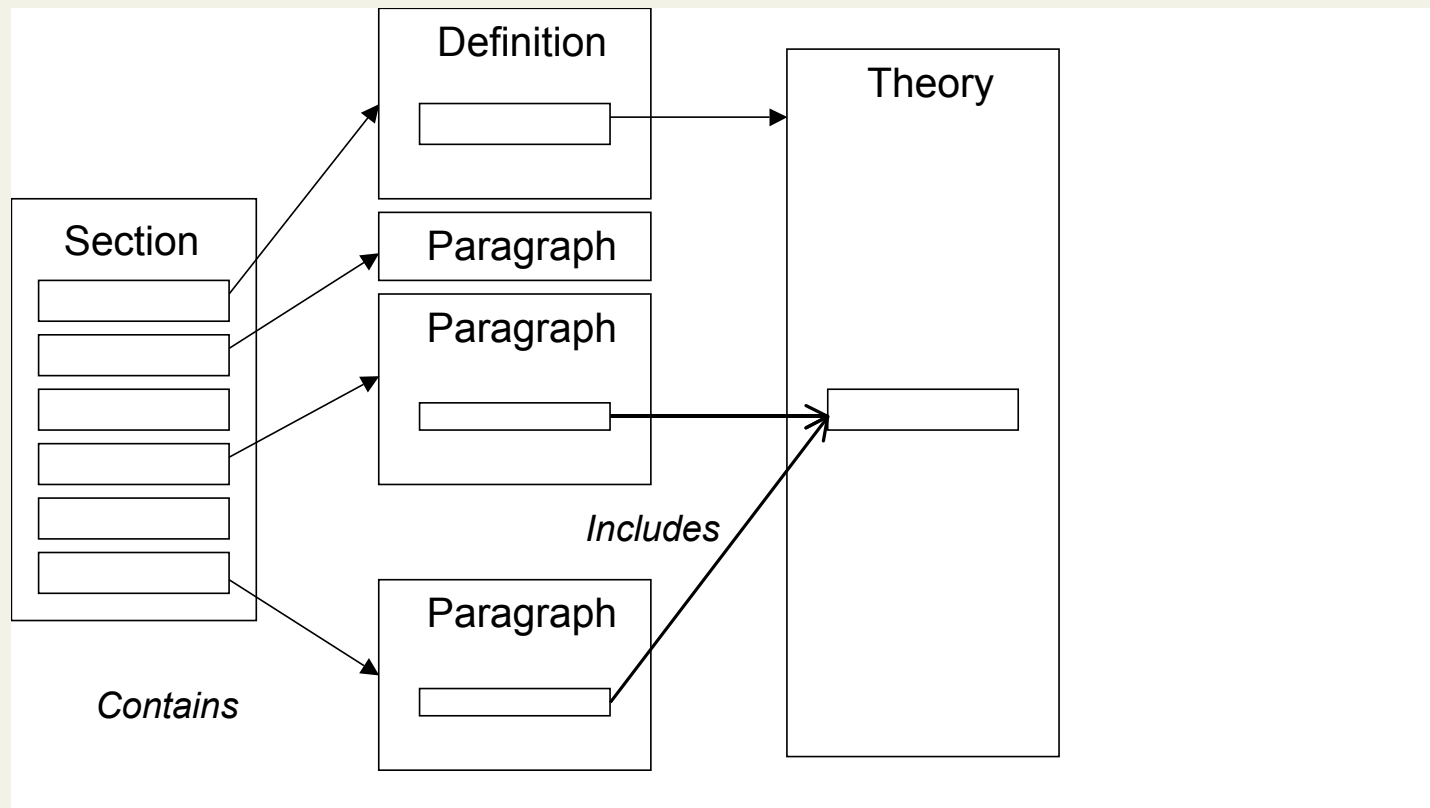 Definition
Theory
Section
Paragraph
Paragraph
Includes
Paragraph
Contains